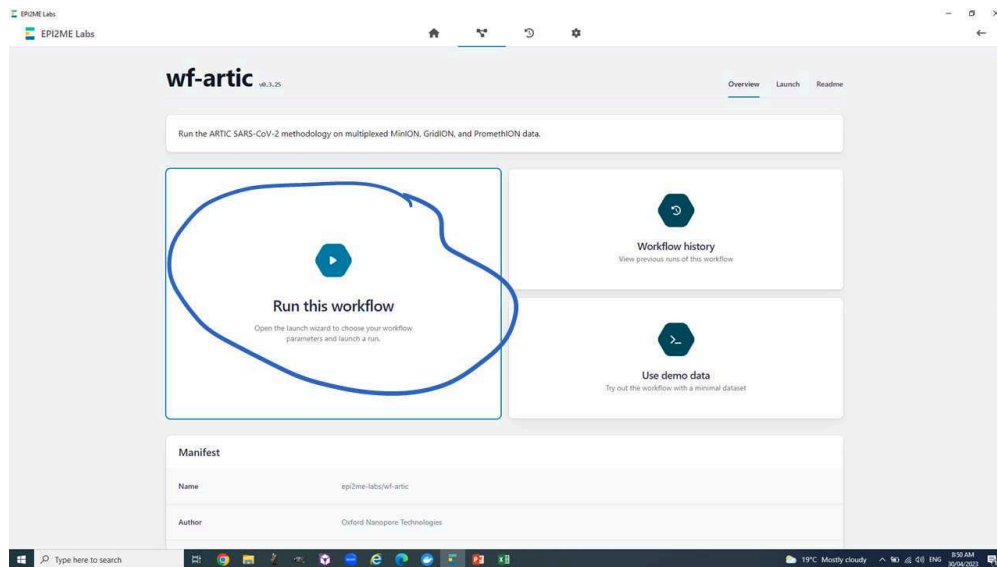 EPI2ME Labs
EPI2ME Labs
wf-artic v0.3.25
Overview Launch Readme
Run the ARTIC SARS-CoV-2 methodology on multiplexed MinION, GridION, and PromethION data.
Run this workflow
Open the launch wizard to choose your workflow
parameters and launch a run.
Workflow history
View previous runs of this workflow
Use demo data
Try out the workflow with a minimal dataset
Manifest
Name epi2me-labs/wf-artic
Author Oxford Nanopore Technologies
Type here to search
19°C Mostly cloudy
ENG
8:50 AM
30/04/2023